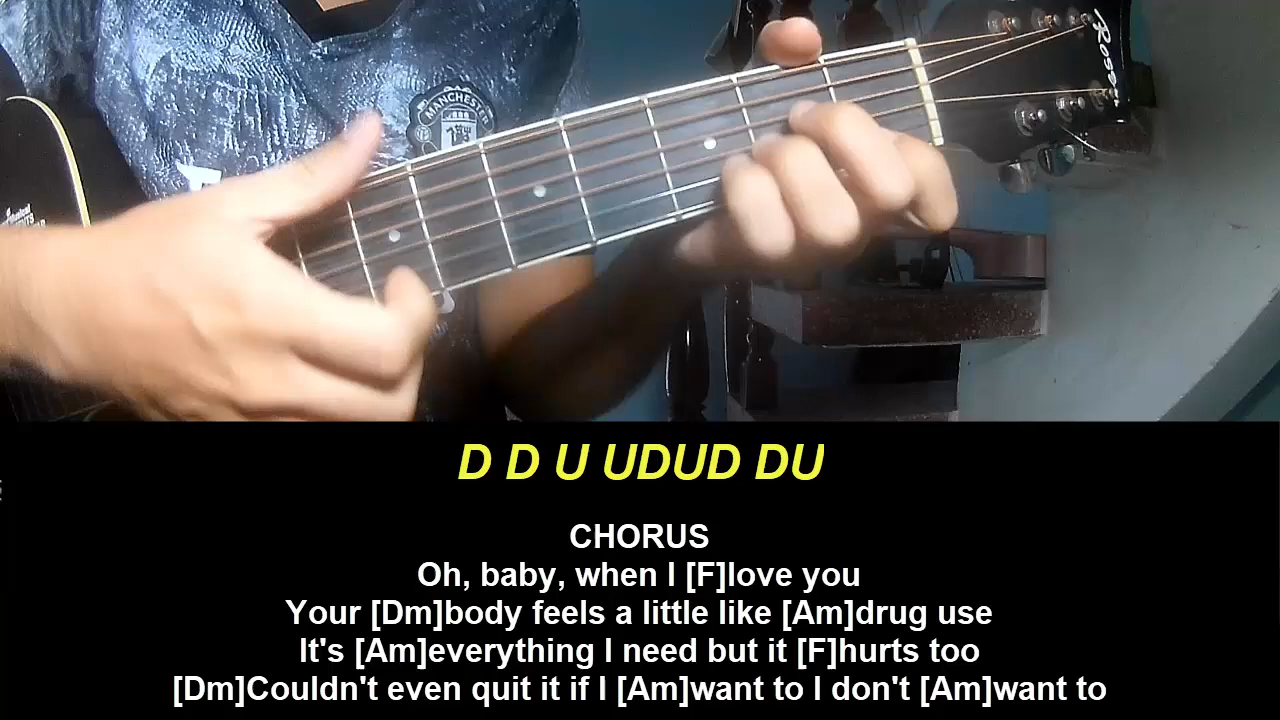 Rosen
MANCHESTER
D D U UDUD DU
CHORUS
Oh, baby, when I [F]love you
Your [Dm]body feels a little like [Am]drug use
It's [Am]everything I need but it [F]hurts too
[Dm]Couldn't even quit it if I [Am]want to I don't [Am]want to